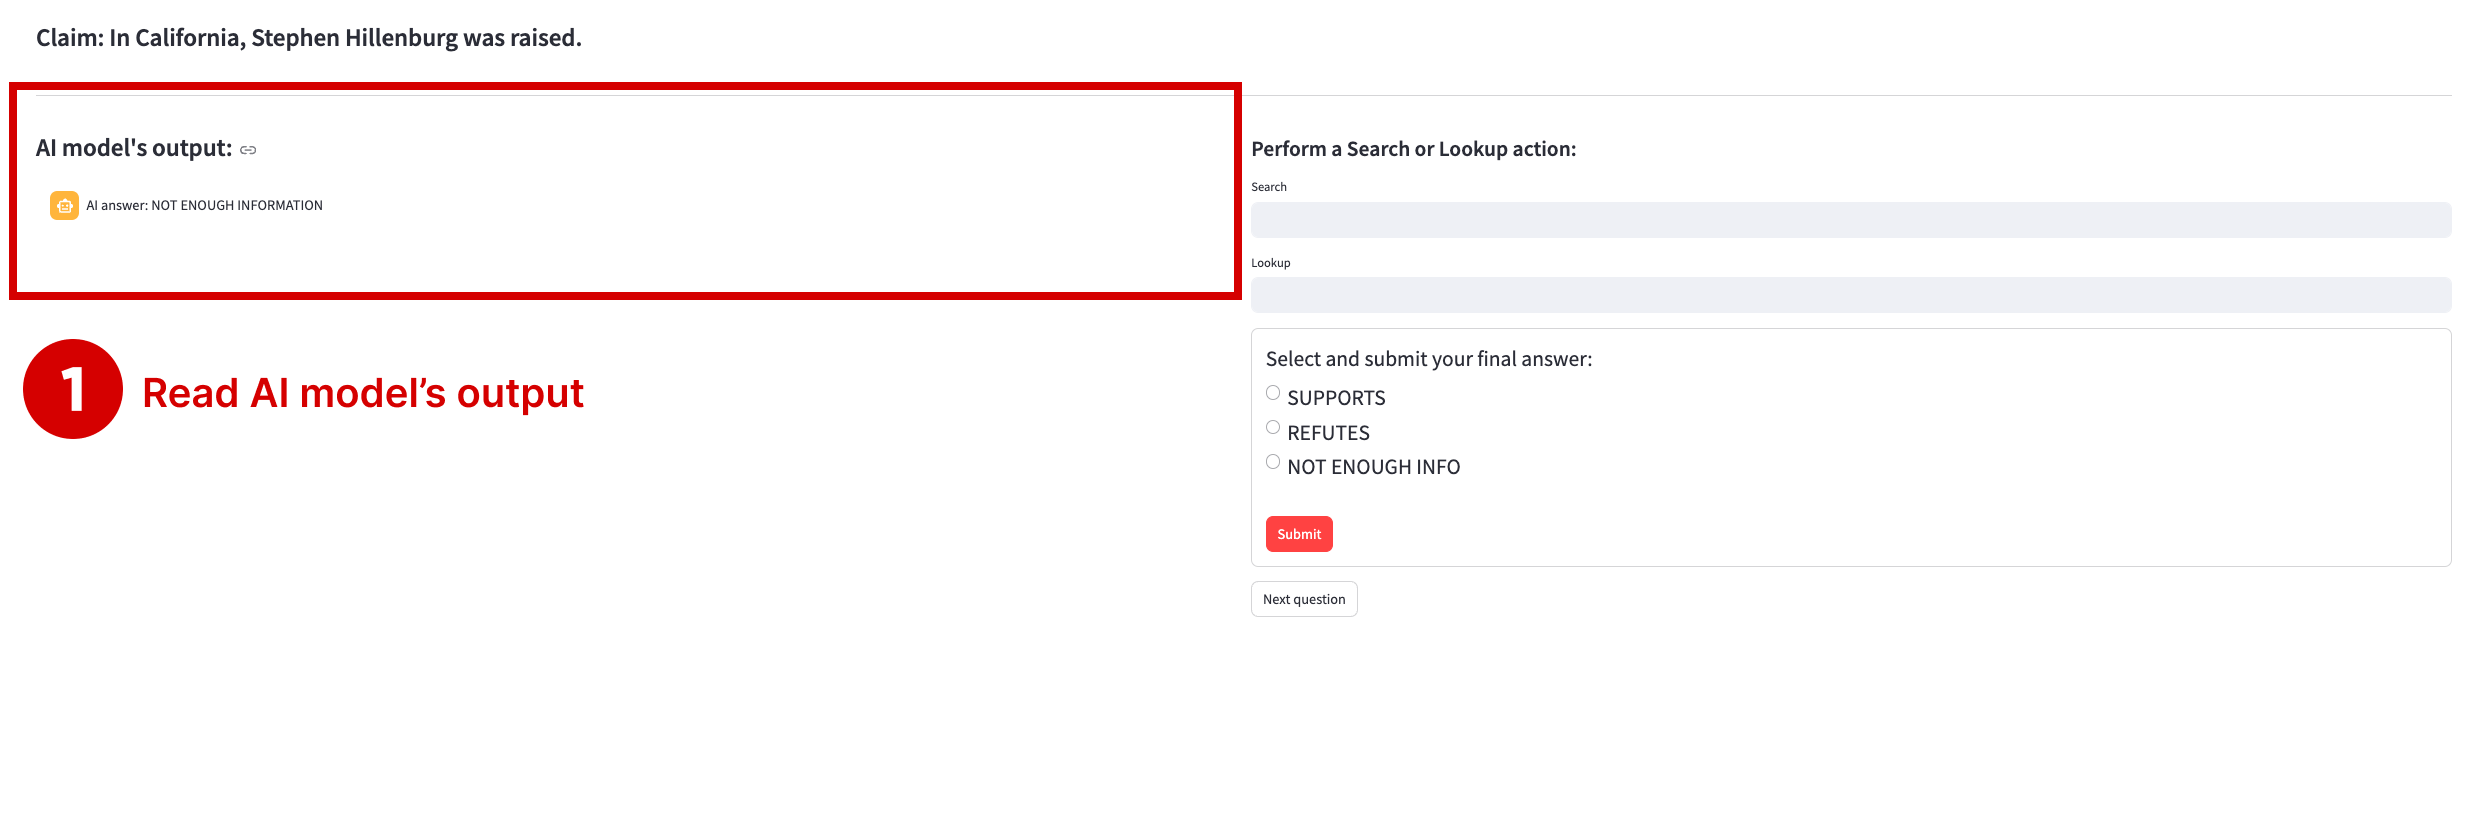 Claim: In California, Stephen Hillenburg was raised.
AI model's output:
AI answer: NOT ENOUGH INFORMATION
1 Read AI model’s output
Perform a Search or Lookup action:
Search
Lookup
Select and submit your final answer:
SUPPORTS
REFUTES
NOT ENOUGH INFO
Submit
Next question